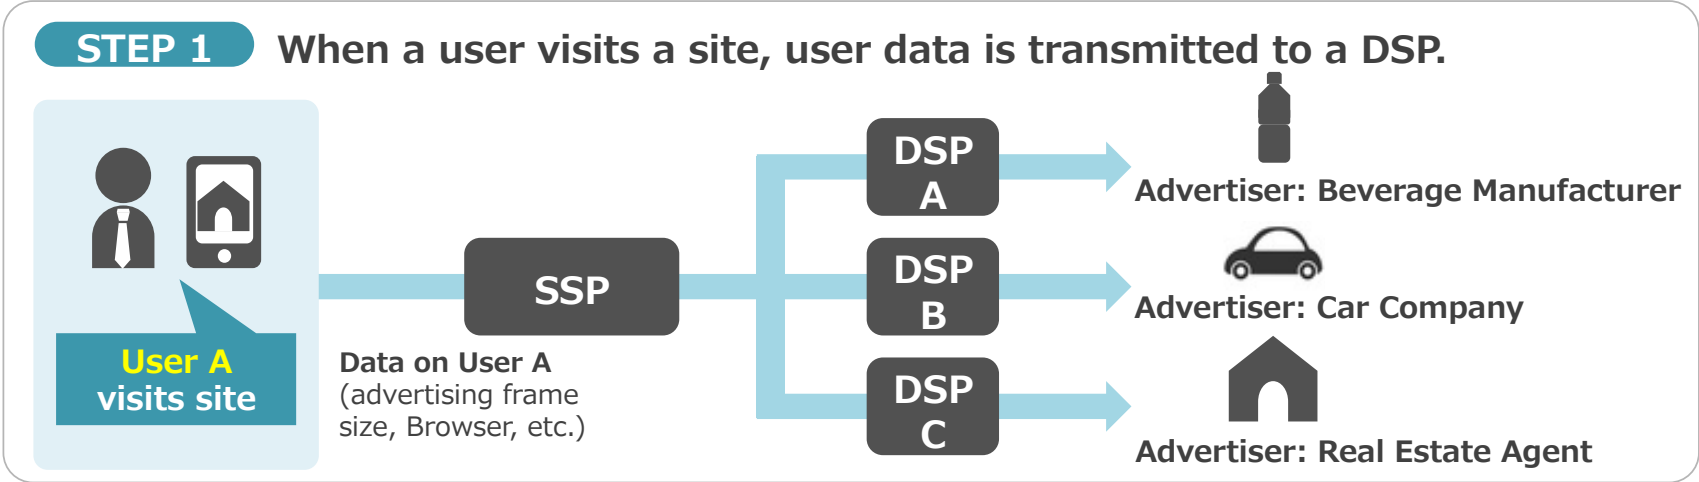 STEP 1
When a user visits a site, user data is transmitted to a DSP.
User A
visits site
SSP
Data on User A
(advertising frame
size, Browser, etc.)
DSP
A
Advertiser: Beverage Manufacturer
DSP
B
Advertiser: Car Company
DSP
C
Advertiser: Real Estate Agent